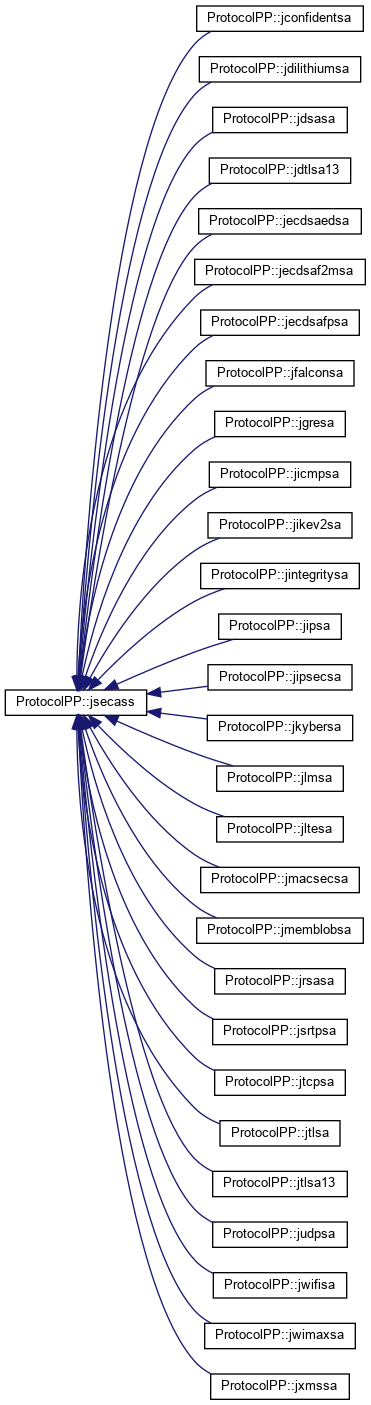 ProtocolPP::jconfidentsa
ProtocolPP::jdilithiumsa
ProtocolPP::jdsasa
ProtocolPP::jdtlsa13
ProtocolPP::jecdsaedsa
ProtocolPP::jecdsaf2msa
ProtocolPP::jecdsafpsa
ProtocolPP::jfalconsa
ProtocolPP::jgresa
ProtocolPP::jicmpsa
ProtocolPP::jikev2sa
ProtocolPP::jintegritysa
ProtocolPP::jipsa
ProtocolPP::jipsecsa
ProtocolPP::jsecass
ProtocolPP::jkybersa
ProtocolPP::jlmsa
ProtocolPP::jltesa
ProtocolPP::jmacsecsa
ProtocolPP::jmemblobsa
ProtocolPP::jrsasa
ProtocolPP::jsrtpsa
ProtocolPP::jtcpsa
ProtocolPP::jtlsa
ProtocolPP::jtlsa13
ProtocolPP::judpsa
ProtocolPP::jwifisa
ProtocolPP::jwimaxsa
ProtocolPP::jxmssa